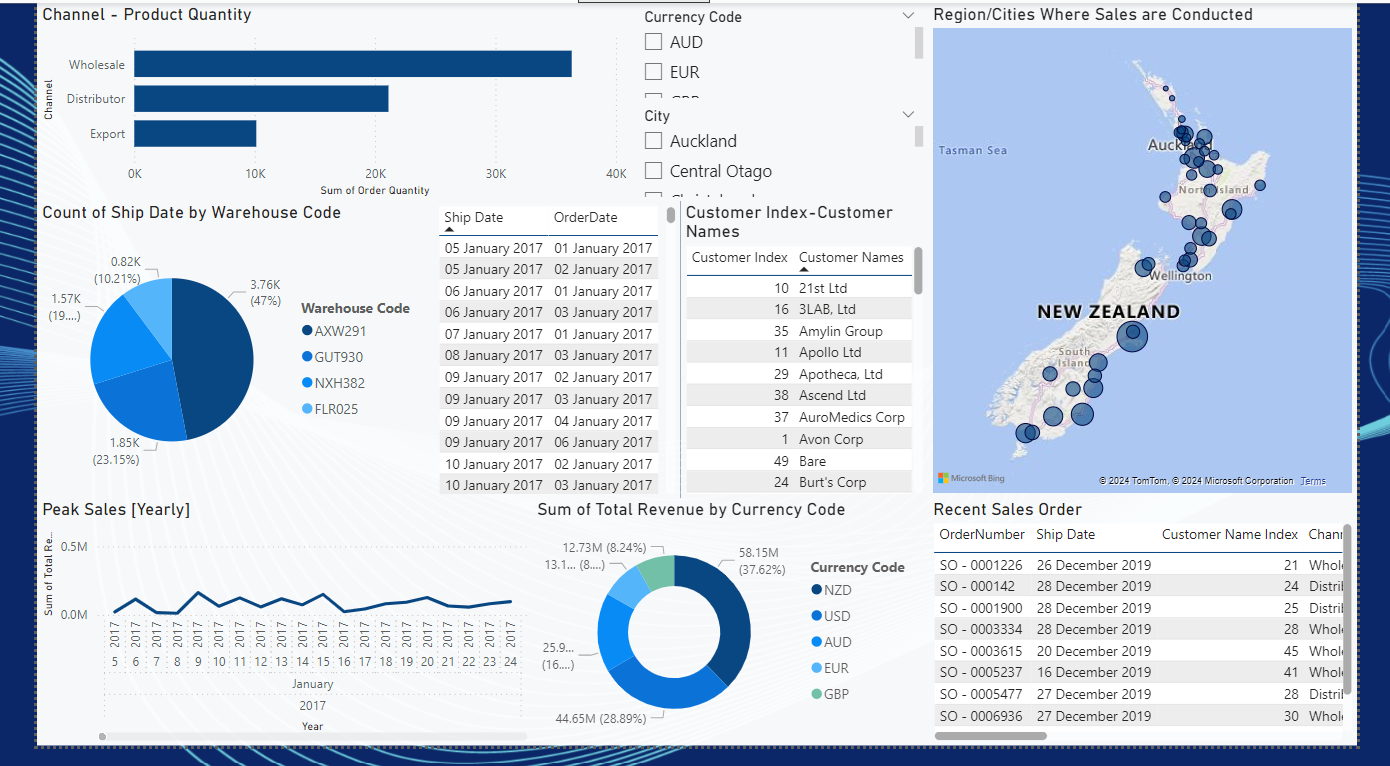 Channel - Product Quantity
Channel
Wholesale
Distributor
Export
0K 10K 20K 30K 40K
Sum of Order Quantity
Currency Code
AUD
EUR
City
Auckland
Central Otago
Region/Cities Where Sales are Conducted
Tasman Sea
Auckland
North Island
Wellington
NEW ZEALAND
South
Island
Microsoft Bing
© 2024 TomTom, © 2024 Microsoft Corporation Terms
Count of Ship Date by Warehouse Code
0.82K
(10.21%)
3.76K
(47%)
1.57K
(19....)
1.85K
(23.15%)
Warehouse Code
AXW291
GUT930
NXH382
FLR025
Ship Date OrderDate
05 January 2017 01 January 2017
05 January 2017 02 January 2017
06 January 2017 01 January 2017
06 January 2017 03 January 2017
07 January 2017 01 January 2017
08 January 2017 03 January 2017
09 January 2017 02 January 2017
09 January 2017 03 January 2017
09 January 2017 04 January 2017
09 January 2017 06 January 2017
10 January 2017 02 January 2017
10 January 2017 03 January 2017
Customer Index-Customer
Names
Customer Index Customer Names
10 21st Ltd
16 3LAB, Ltd
35 Amylin Group
11 Apollo Ltd
29 Apotheca, Ltd
38 Ascend Ltd
37 AuroMedics Corp
1 Avon Corp
49 Bare
24 Burt's Corp
Peak Sales [Yearly]
Sum of Total Re...
0.5M
0.0M
2017 2017 2017 2017 2017 2017 2017 2017 2017 2017 2017 2017 2017 2017 2017 2017 2017 2017 2017 2017
5 6 7 8 9 10 11 12 13 14 15 16 17 18 19 20 21 22 23 24
January
2017
Year
Sum of Total Revenue by Currency Code
12.73M (8.24%)
13.1... (8....)
58.15M
(37.62%)
25.9...
(16....)
44.65M (28.89%)
Currency Code
NZD
USD
AUD
EUR
GBP
Recent Sales Order
OrderNumber Ship Date Customer Name Index Chann
SO - 0001226 26 December 2019 21 Whole
SO - 000142 28 December 2019 24 Distril
SO - 0001900 28 December 2019 25 Distril
SO - 0003334 28 December 2019 28 Whole
SO - 0003615 20 December 2019 45 Whole
SO - 0005237 16 December 2019 41 Whole
SO - 0005477 27 December 2019 28 Distril
SO - 0006936 27 December 2019 30 Whole